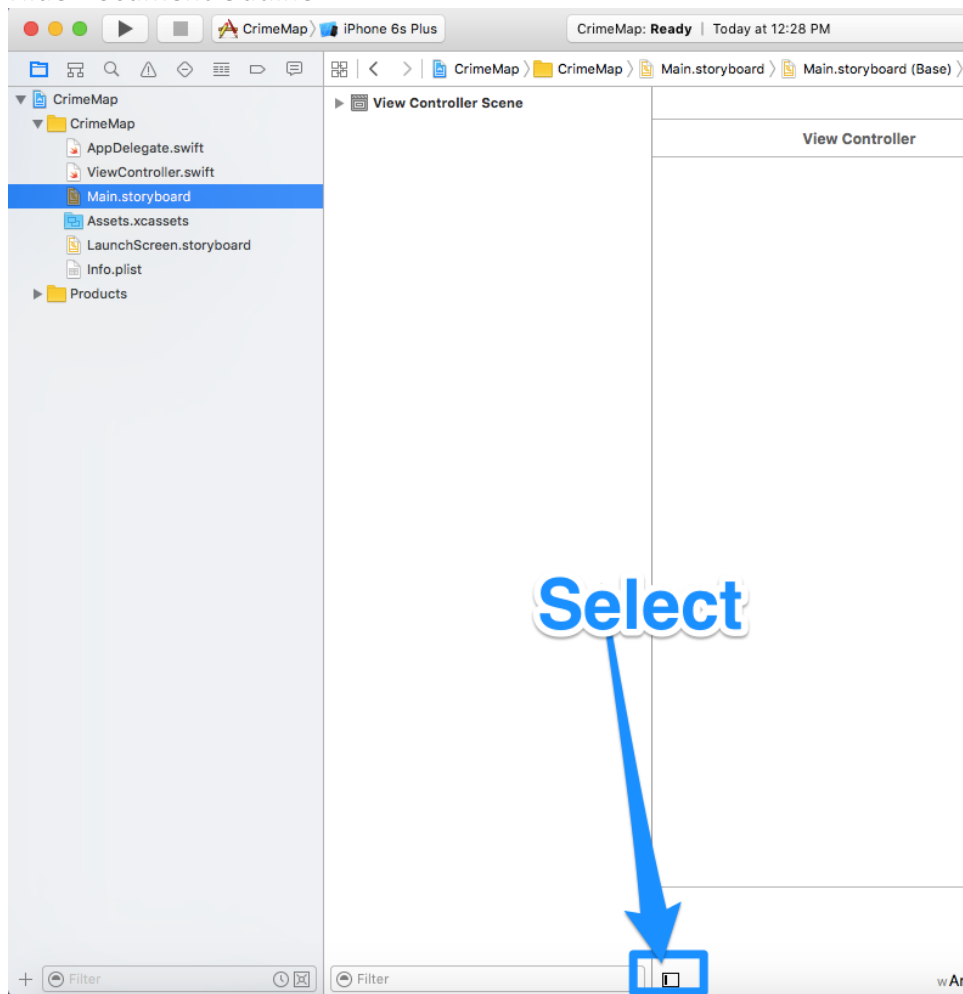 CrimeMap iPhone 6s Plus CrimeMap: Ready | Today at 12:28 PM
CrimeMap CrimeMap Main.storyboard Main.storyboard (Base)
CrimeMap
CrimeMap
AppDelegate.swift
ViewController.swift
Main.storyboard
Assets.xcassets
LaunchScreen.storyboard
Info.plist
Products
View Controller Scene
View Controller
Select
Filter
Filter